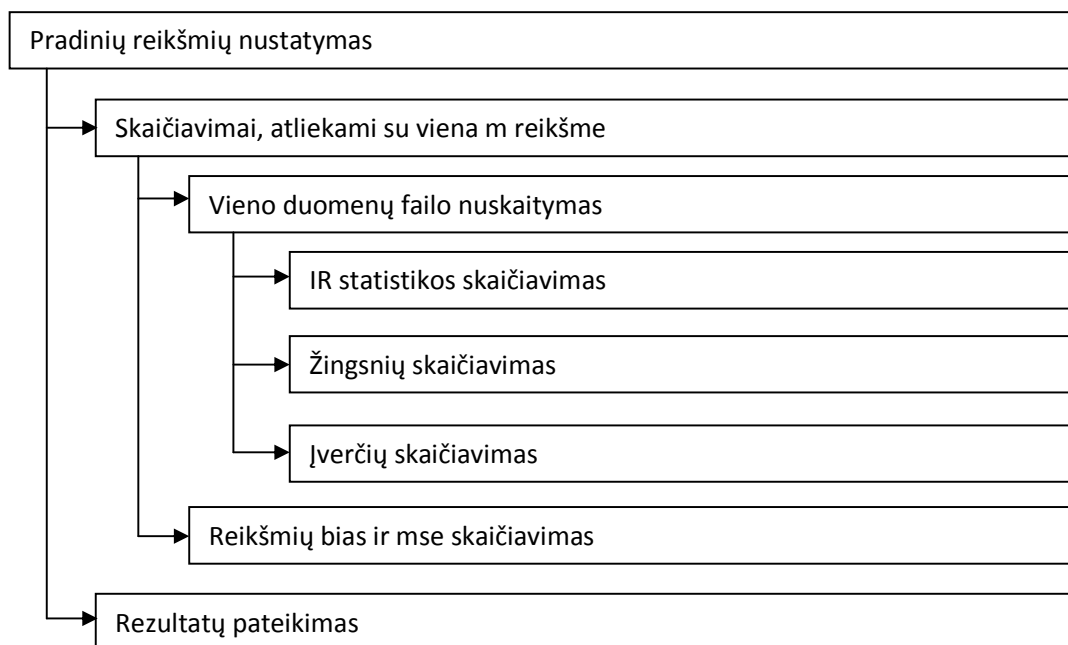 Pradinių reikšmių nustatymas
Skaičiavimai, atliekami su viena m reikšme
Vieno duomenų failo nuskaitymas
IR statistikos skaičiavimas
Žingsnių skaičiavimas
Įverčių skaičiavimas
Reikšmių bias ir mse skaičiavimas
Rezultatų pateikimas